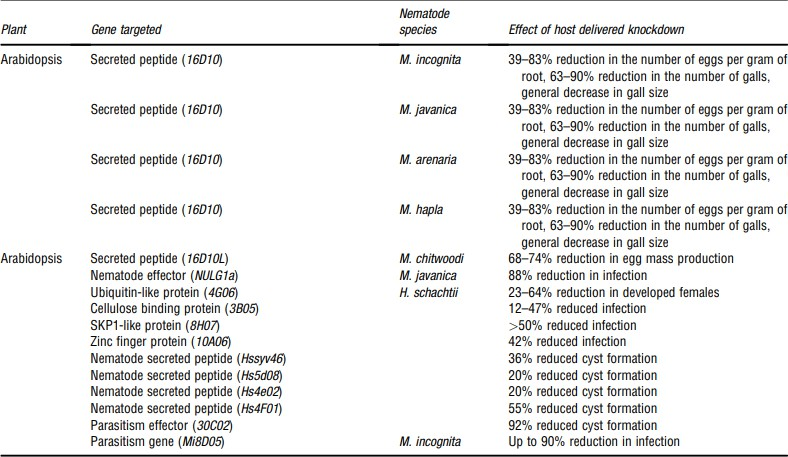 Plant Gene targeted Nematode species Effect of host delivered knockdown
Arabidopsis Secreted peptide (16D10) M. incognita 39–83% reduction in the number of eggs per gram of
root, 63–90% reduction in the number of galls,
general decrease in gall size
Secreted peptide (16D10) M. javanica 39–83% reduction in the number of eggs per gram of
root, 63–90% reduction in the number of galls,
general decrease in gall size
Secreted peptide (16D10) M. arenaria 39–83% reduction in the number of eggs per gram of
root, 63–90% reduction in the number of galls,
general decrease in gall size
Secreted peptide (16D10) M. hapla 39–83% reduction in the number of eggs per gram of
root, 63–90% reduction in the number of galls,
general decrease in gall size
Arabidopsis Secreted peptide (16D10L) M. chitwoodi 68–74% reduction in egg mass production
Nematode effector (NULG1a) M. javanica 88% reduction in infection
Ubiquitin-like protein (4G06) H. schachtii 23–64% reduction in developed females
Cellulose binding protein (3B05) 12–47% reduced infection
SKP1-like protein (8H07) >50% reduced infection
Zinc finger protein (10A06) 42% reduced infection
Nematode secreted peptide (Hssyv46) 36% reduced cyst formation
Nematode secreted peptide (Hs5d08) 20% reduced cyst formation
Nematode secreted peptide (Hs4e02) 20% reduced cyst formation
Nematode secreted peptide (Hs4F01) 55% reduced cyst formation
Parasitism effector (30C02) 92% reduced cyst formation
Parasitism gene (Mi8D05) M. incognita Up to 90% reduction in infection